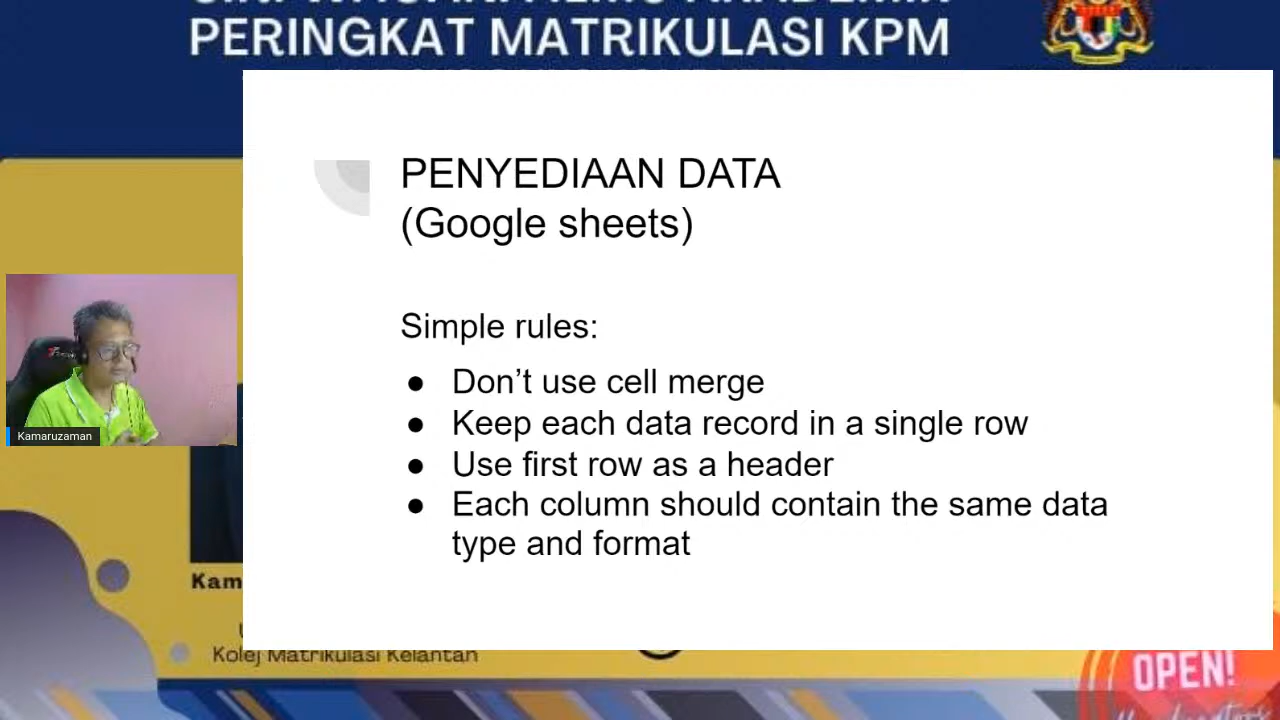 PERINGKAT MATRIKULASI KPM
PENYEDIAAN DATA
(Google sheets)
Simple rules:
● Don’t use cell merge
● Keep each data record in a single row
● Use first row as a header
● Each column should contain the same data
type and format
Kamaruzaman
Kam
Kolej Matrikulasi Kelantan
OPEN!